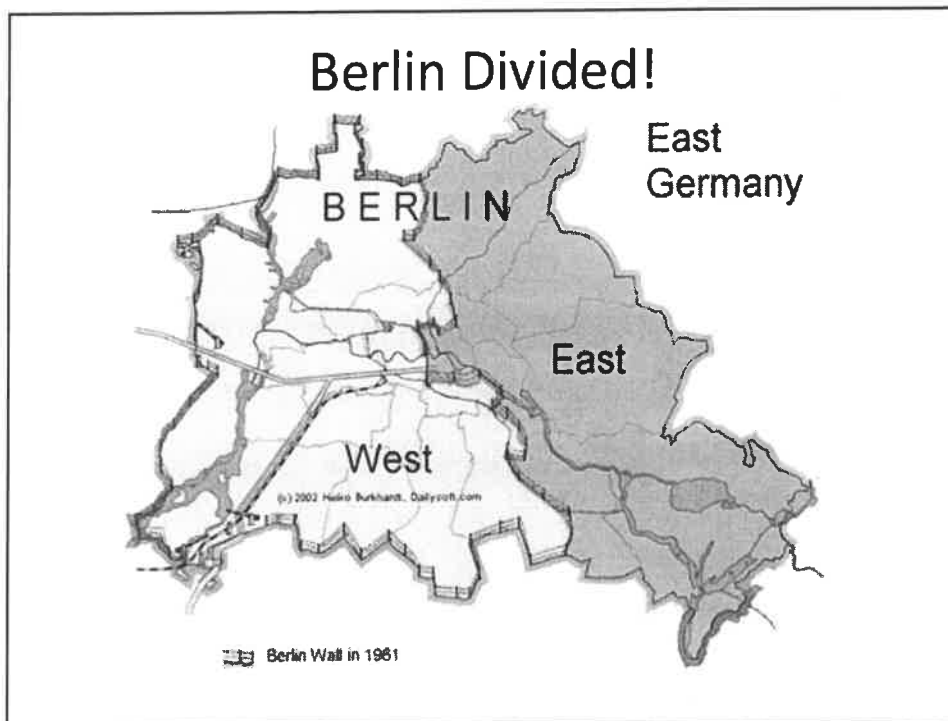 Berlin Divided!
East
Germany
BERLIN
East
West
(c) 2002 Heiko Burkhardt, Dailysoft.com
Berlin Wall in 1961